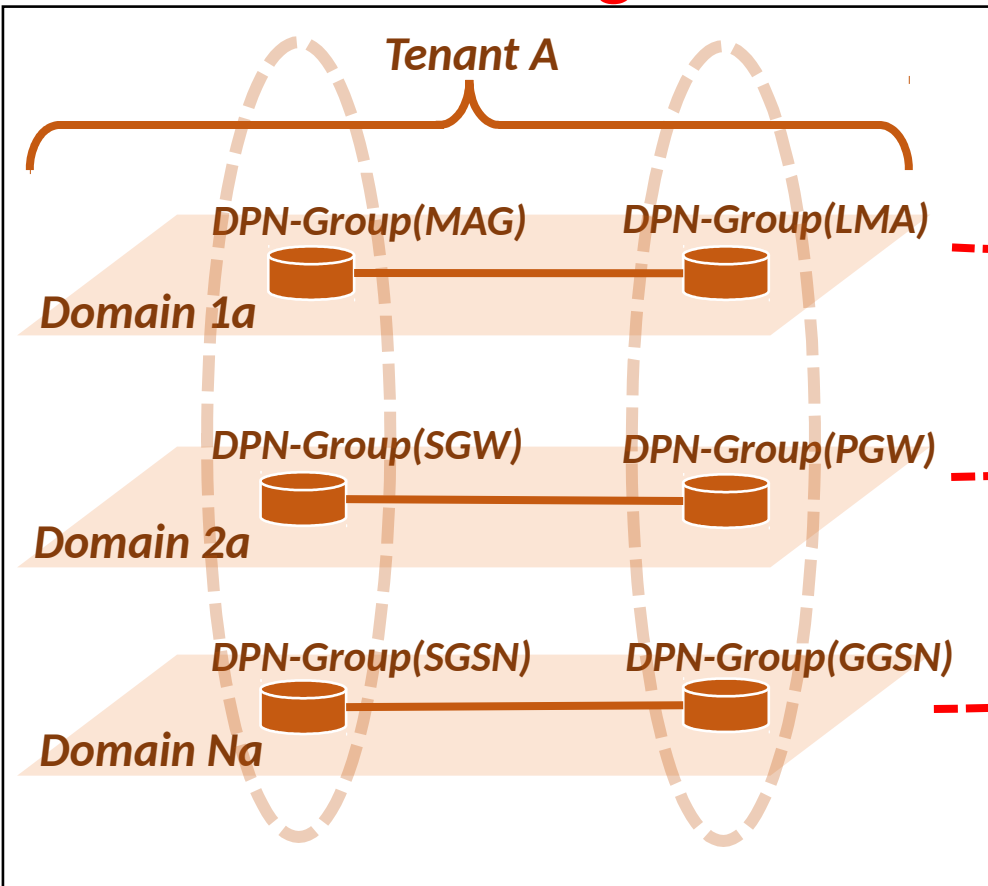 Tenant A
DPN-Group(MAG)
DPN-Group(LMA)
Domain 1a
DPN-Group(SGW)
DPN-Group(PGW)
Domain 2a
DPN-Group(SGSN)
DPN-Group(GGSN)
Domain Na